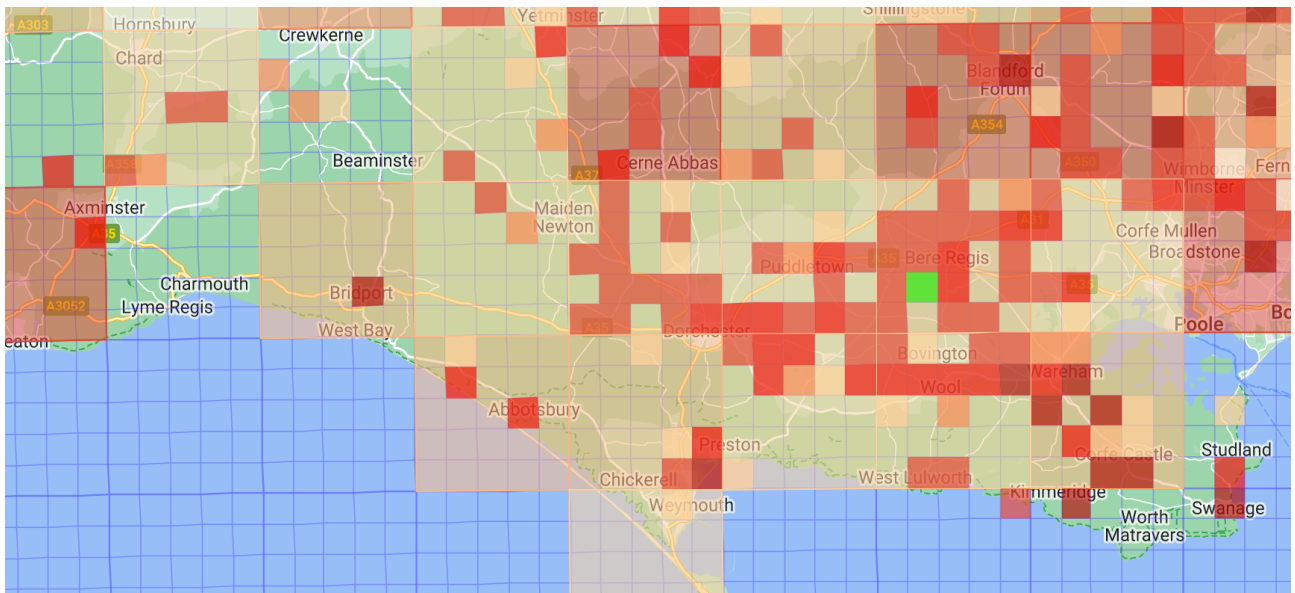 A303
Hornsbury
Yetminster
Shillingstone
Crewkerne
Chard
Blandford
Forum
A354
A358
Beaminster
Cerne Abbas
A350
Wimborne
Minster
Fern
A37
Axminster
A35
Maiden
Newton
A31
Corfe Mullen
Broadstone
Puddletown
A35
Bere Regis
A35
Charmouth
A3052
Lyme Regis
Bridport
West Bay
A35
Dorchester
Poole
Bo
eaton
Bovington
Wool
Wareham
Abbotsbury
Preston
Corfe Castle
Studland
Chickerell
West Lulworth
Kimmeridge
Weymouth
Swanage
Worth
Matravers